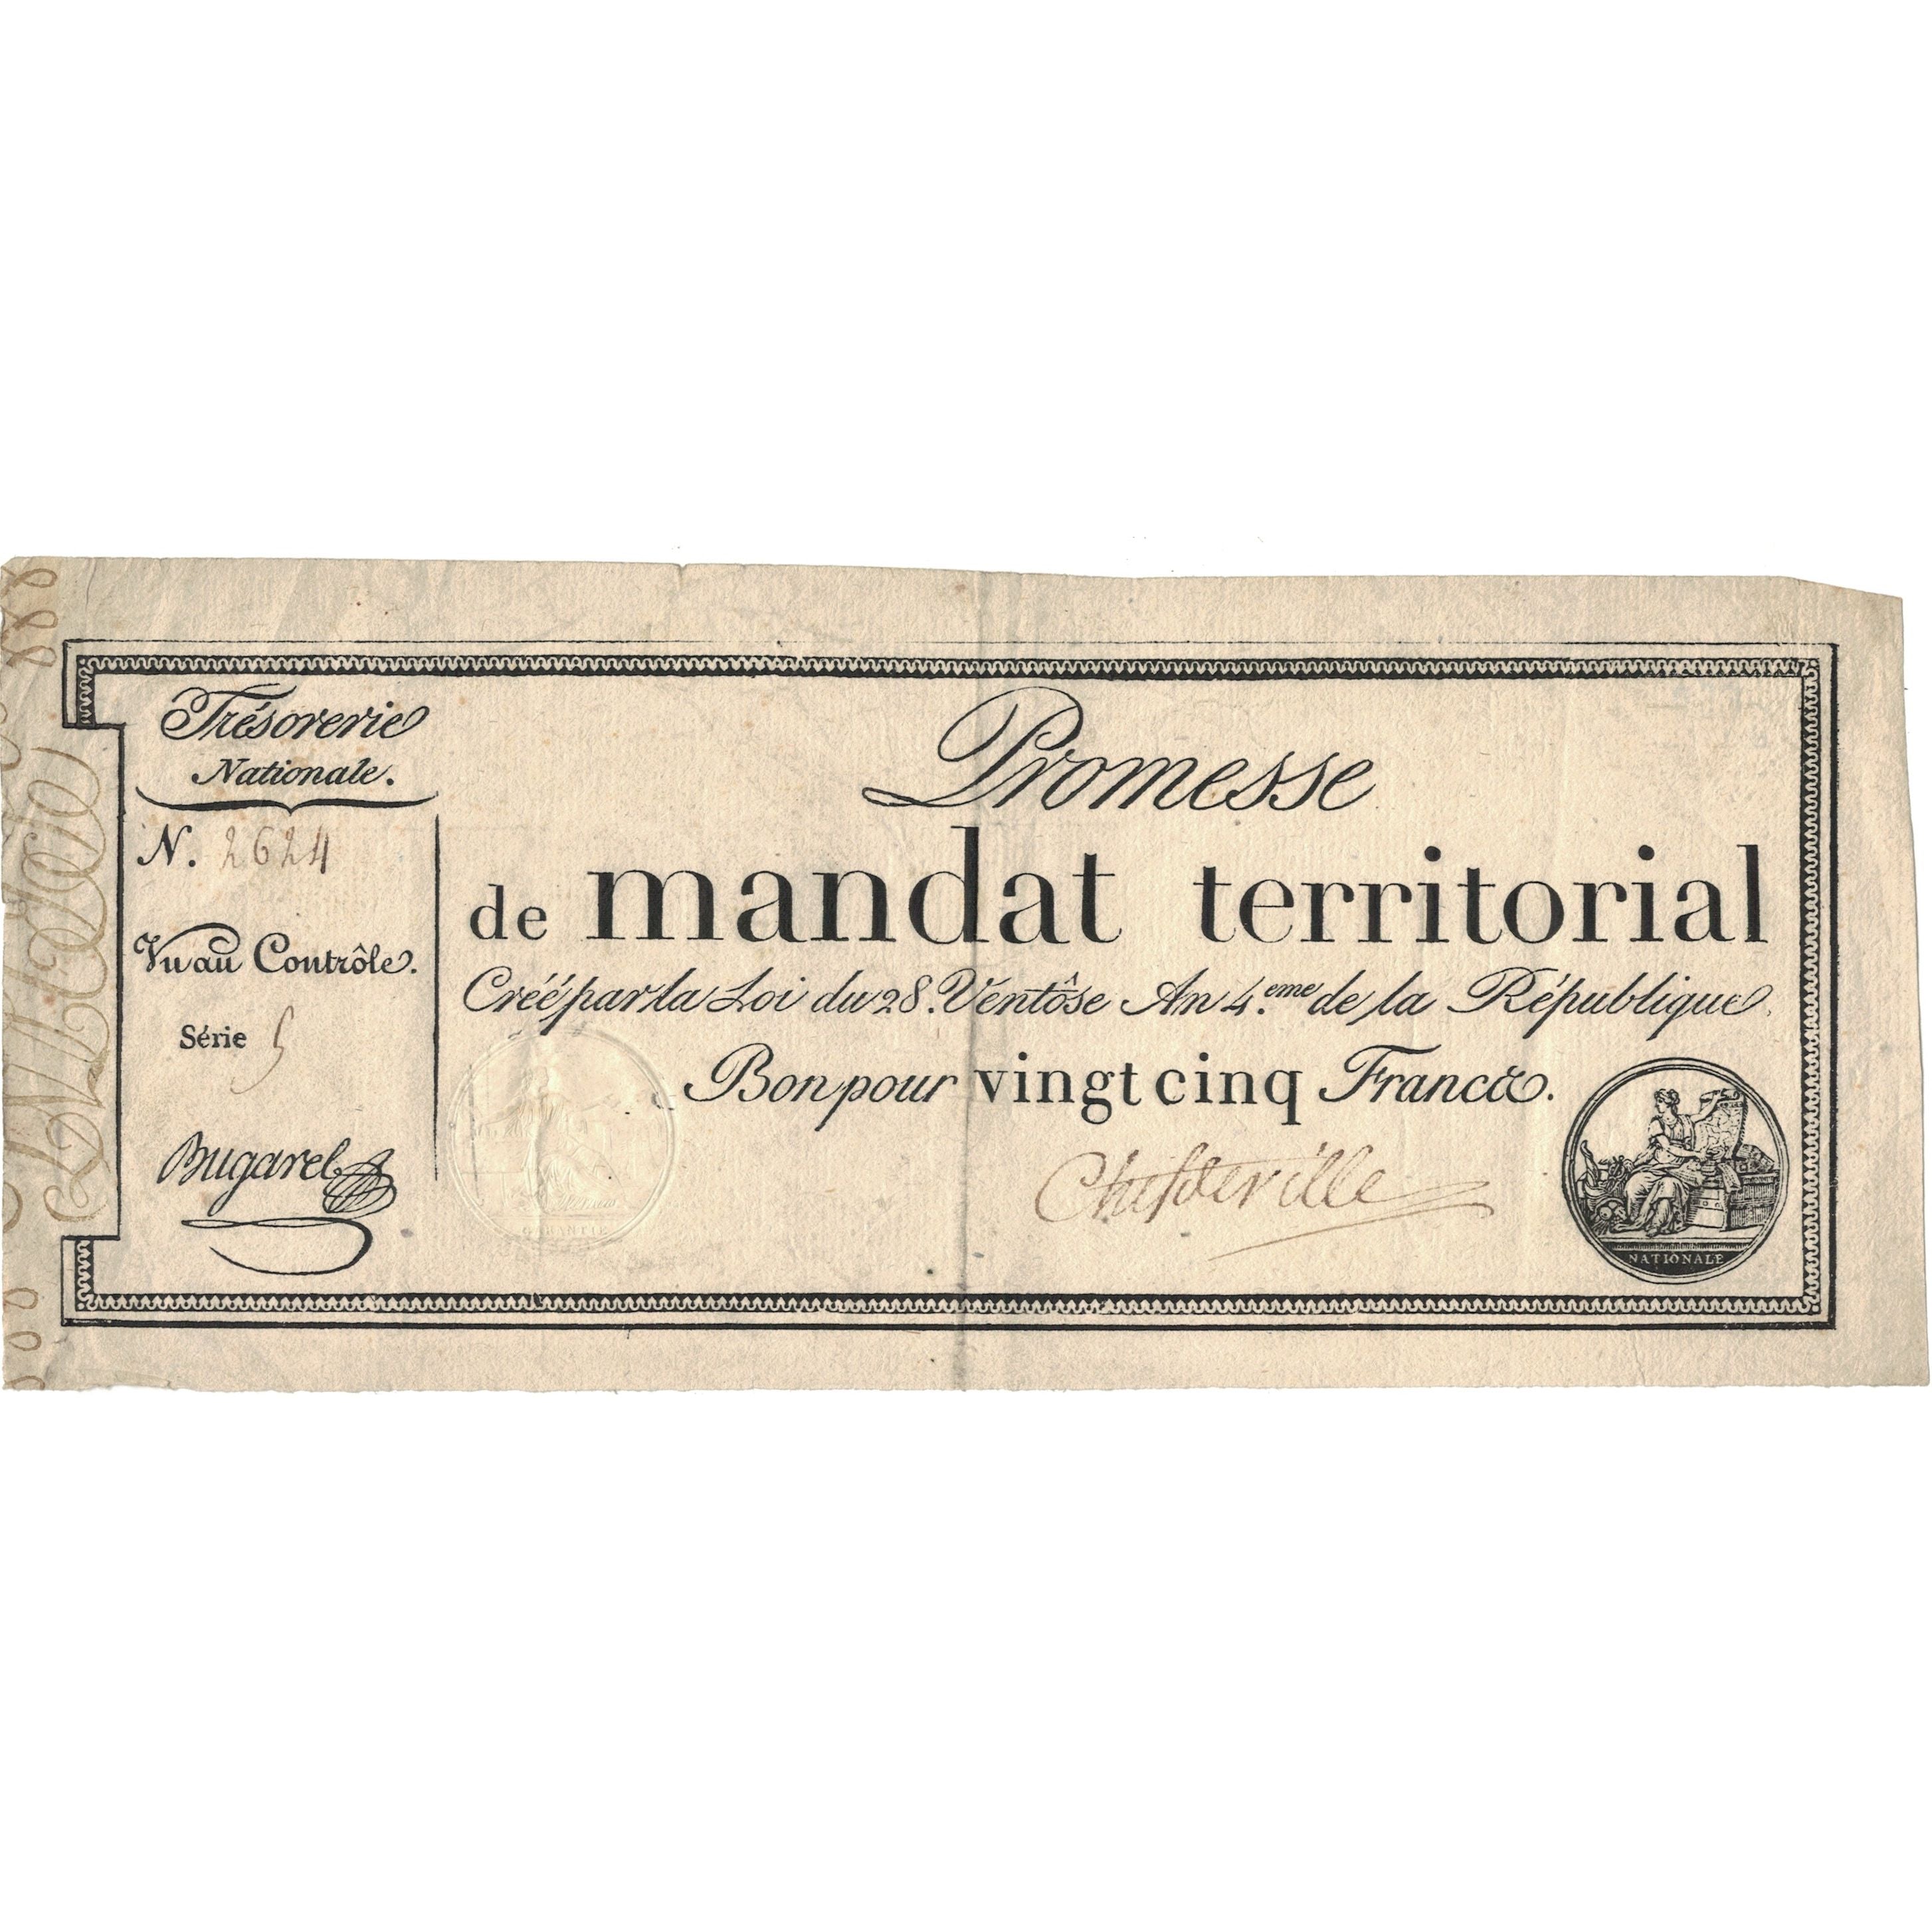 Trésorerie
Nationale.
N. 2624
Vu au Contrôle.
Série 5
Bugarel
Promesse
de mandat territorial
Créé par la Loi du 28. Ventôse An 4.eme de la République.
Bon pour vingt cinq Francs.
NATIONALE
GARANTIE